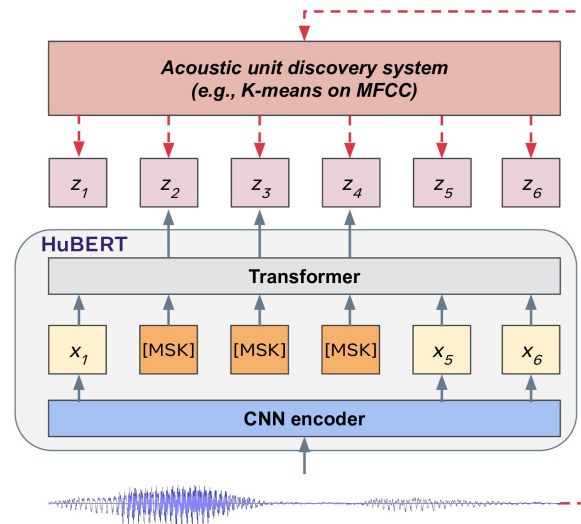 Acoustic unit discovery system
(e.g., K-means on MFCC)
z1 z2 z3 z4 z5 z6
HuBERT
Transformer
x1 [MSK] [MSK] [MSK] x5 x6
CNN encoder